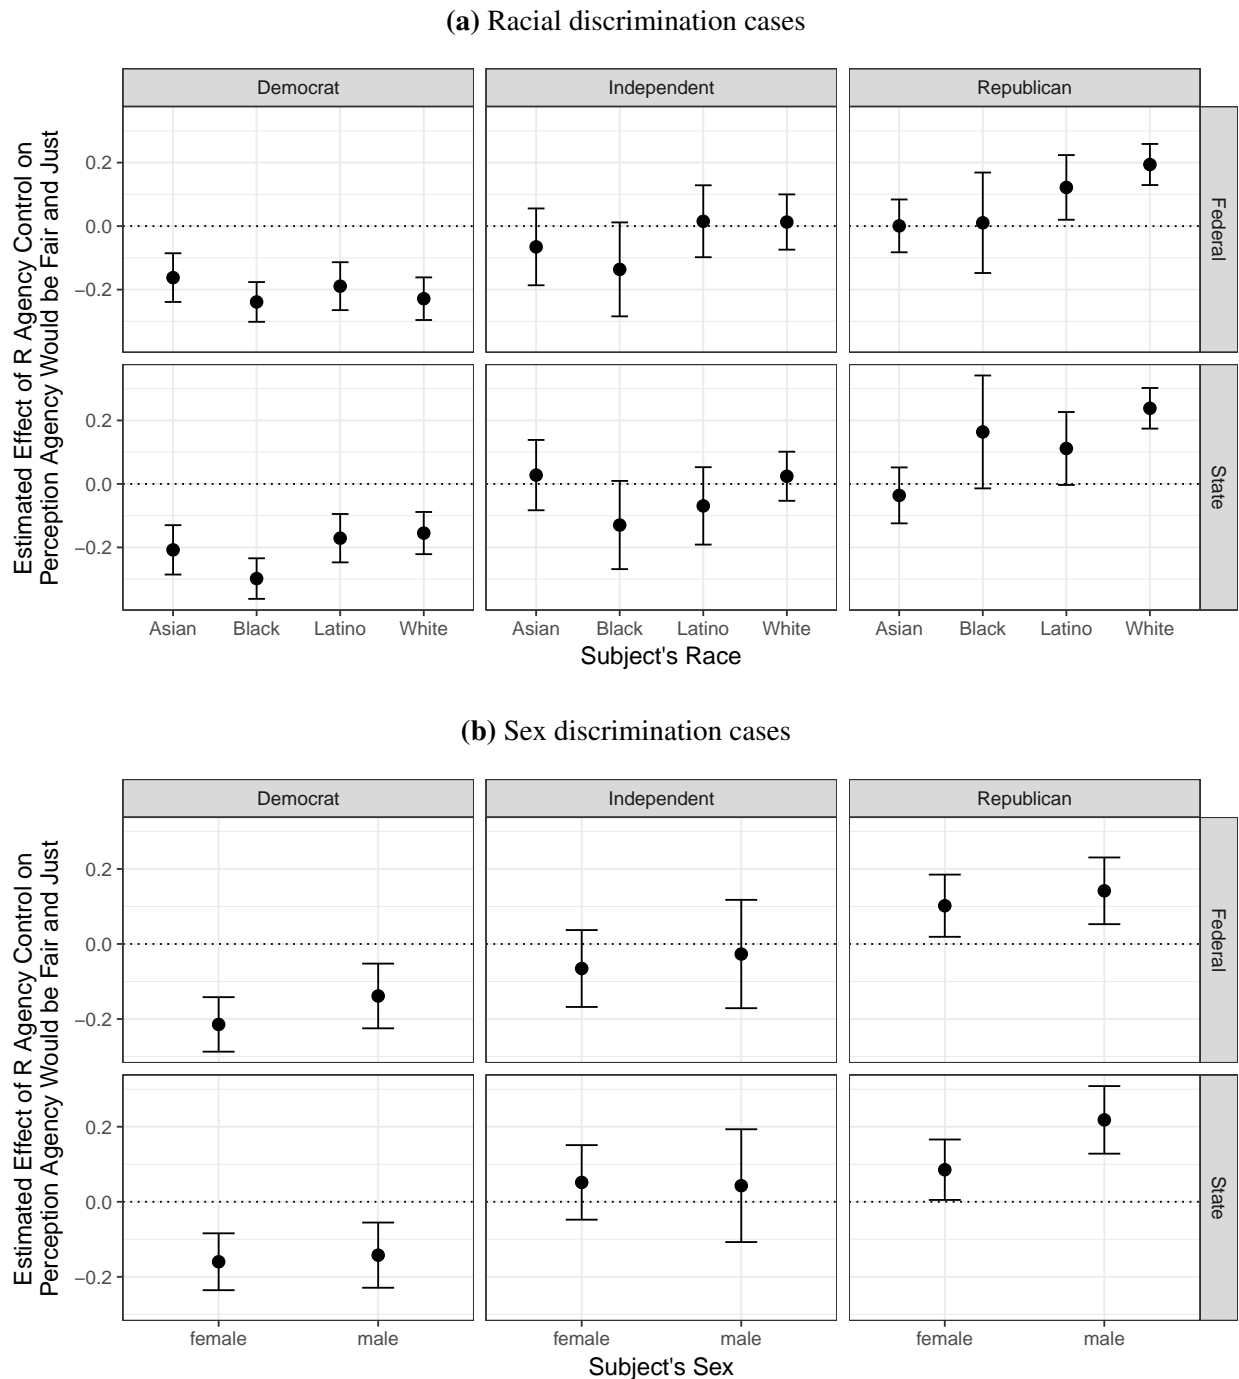 (a) Racial discrimination cases
Democrat
Independent
Republican
Estimated Effect of R Agency Control on
Perception Agency Would be Fair and Just
0.2
0.0
−0.2
Federal
0.2
0.0
−0.2
State
Asian
Black
Latino
White
Asian
Black
Latino
White
Asian
Black
Latino
White
Subject's Race
(b) Sex discrimination cases
Democrat
Independent
Republican
Estimated Effect of R Agency Control on
Perception Agency Would be Fair and Just
0.2
0.0
−0.2
Federal
0.2
0.0
−0.2
State
female
male
female
male
female
male
Subject's Sex